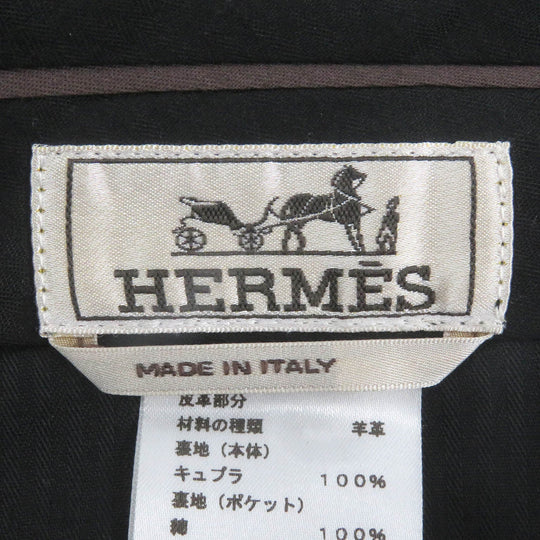 HERMÈS
MADE IN ITALY
皮革部分
材料の種類 羊革
裏地(本体)
キュプラ 100%
裏地(ポケット)
綿 100%